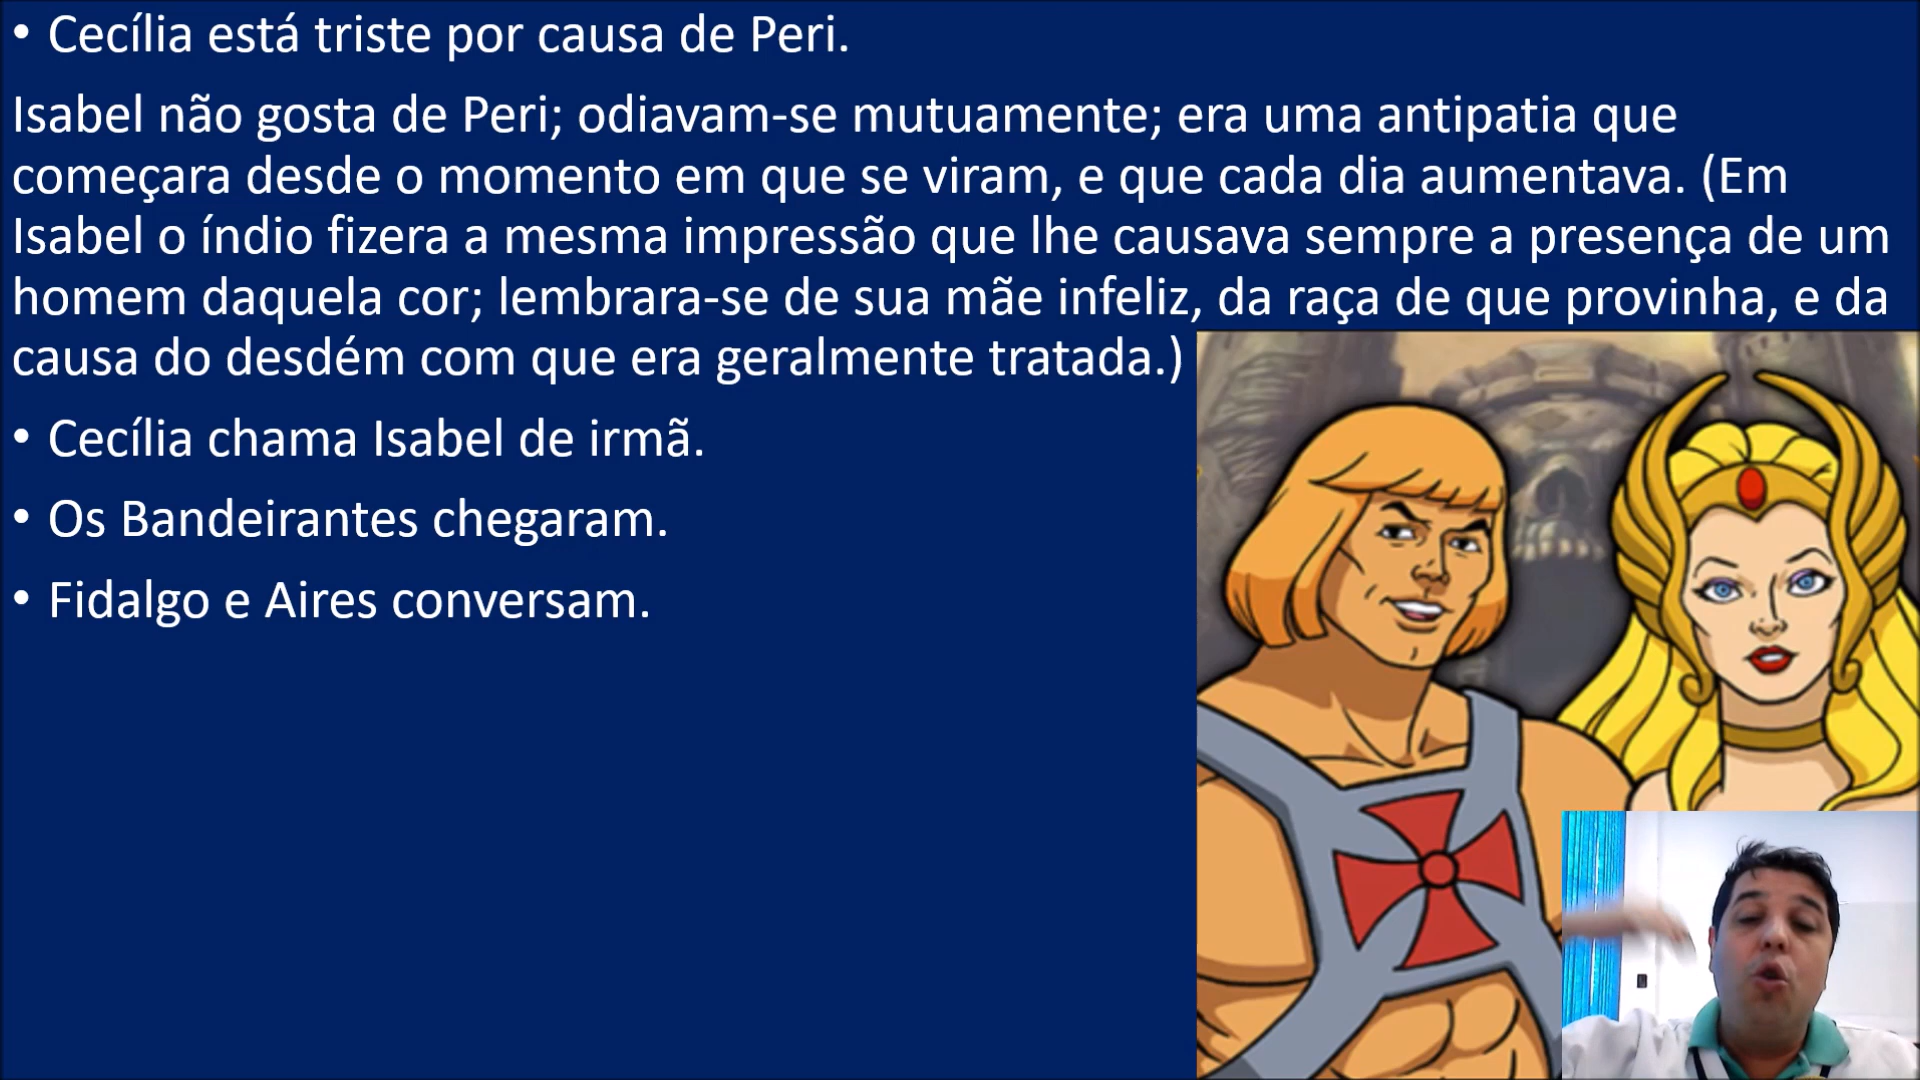 • Cecília está triste por causa de Peri.
Isabel não gosta de Peri; odiavam-se mutuamente; era uma antipatia que
começara desde o momento em que se viram, e que cada dia aumentava. (Em
Isabel o índio fizera a mesma impressão que lhe causava sempre a presença de um
homem daquela cor; lembrara-se de sua mãe infeliz, da raça de que provinha, e da
causa do desdém com que era geralmente tratada.)
• Cecília chama Isabel de irmã.
• Os Bandeirantes chegaram.
• Fidalgo e Aires conversam.